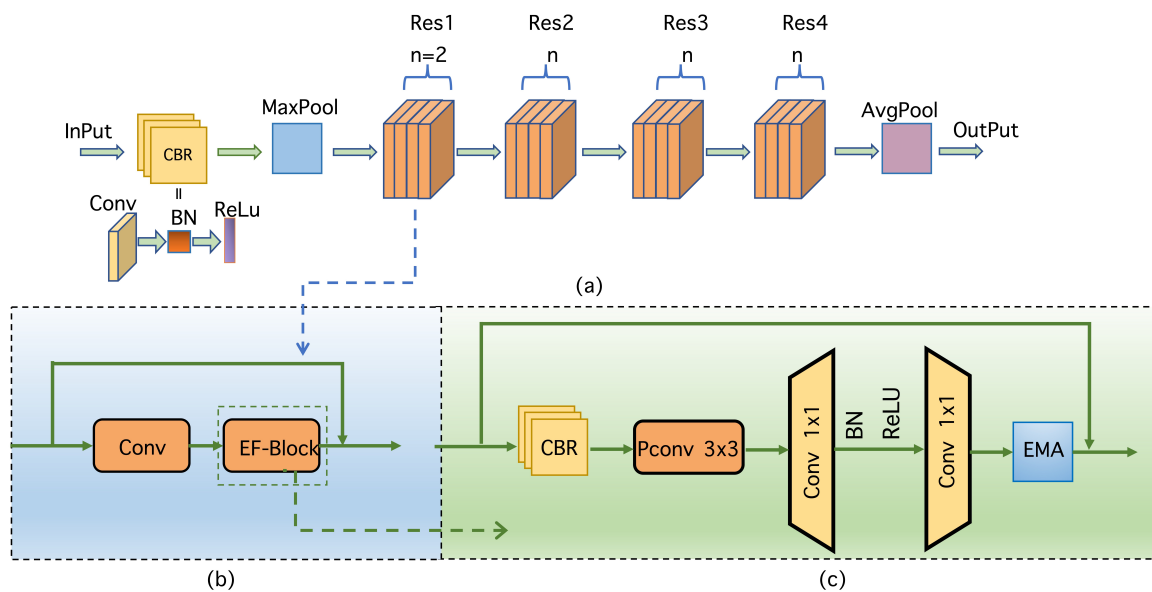 Res1 Res2 Res3 Res4
n=2 n n n
MaxPool
AvgPool
InPut
OutPut
CBR
=
Conv
BN
ReLu
(a)
Conv
EF-Block
CBR
Pconv 3x3
Conv 1x1
BN
ReLU
Conv 1x1
EMA
(b)
(c)